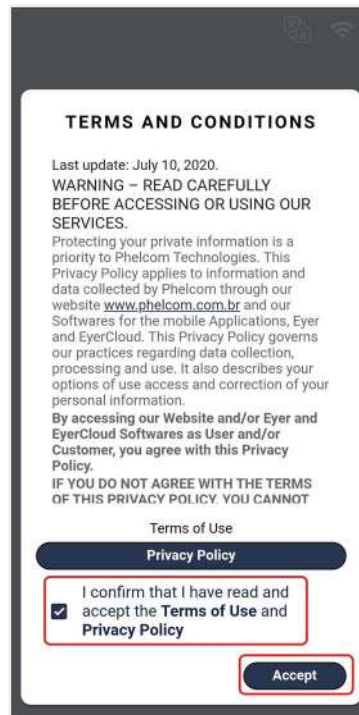 TERMS AND CONDITIONS
Last update: July 10, 2020.
WARNING – READ CAREFULLY
BEFORE ACCESSING OR USING OUR
SERVICES.
Protecting your private information is a
priority to Phelcom Technologies. This
Privacy Policy applies to information and
data collected by Phelcom through our
website www.phelcom.com.br and our
Softwares for the mobile Applications, Eyer
and EyerCloud. This Privacy Policy governs
our practices regarding data collection,
processing and use. It also describes your
options of use access and correction of your
personal information.
By accessing our Website and/or Eyer and
EyerCloud Softwares as User and/or
Customer, you agree with this Privacy
Policy.
IF YOU DO NOT AGREE WITH THE TERMS
OF THIS PRIVACY POLICY, YOU CANNOT
Terms of Use
Privacy Policy
I confirm that I have read and
accept the Terms of Use and
Privacy Policy
Accept